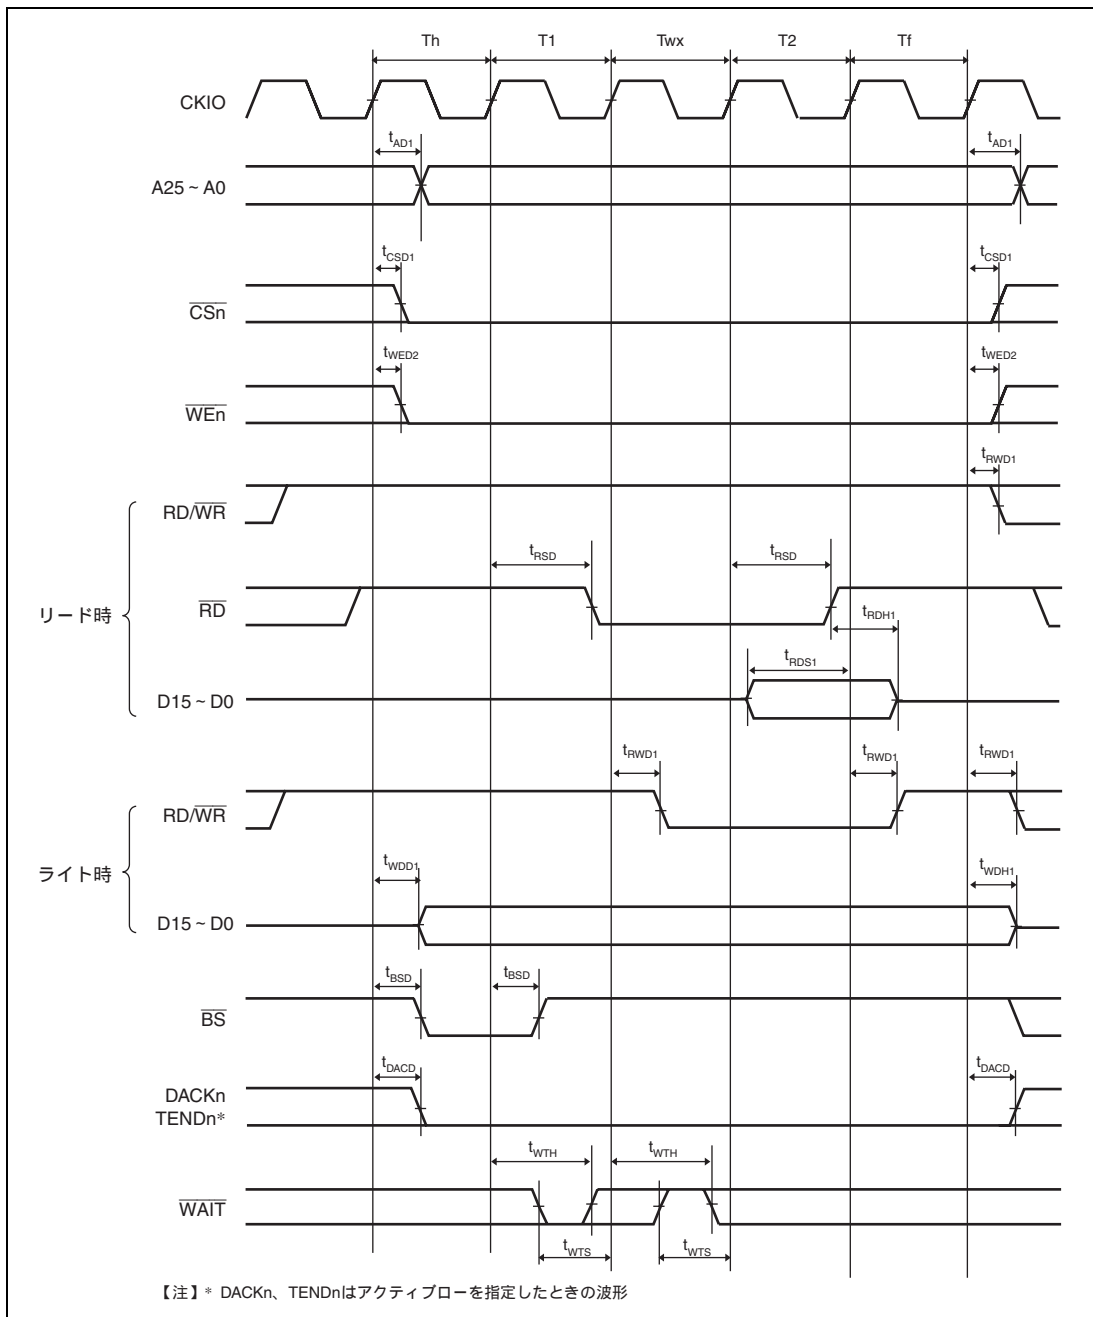 Th T1 Twx T2 Tf
CKIO
tAD1 tAD1
A25 ~ A0
tCSD1 tCSD1
CSn
tWED2 tWED2
WEn
tRWD1
RD/WR
tRSD tRSD
リード時
RD
tRDH1
tRDS1
D15 ~ D0
tRWD1 tRWD1 tRWD1
RD/WR
ライト時
tWDD1 tWDH1
D15 ~ D0
tBSD tBSD
BS
tDACD tDACD
DACKn
TENDn*
tWTH tWTH
WAIT
tWTS tWTS
【注】* DACKn、TENDnはアクティブローを指定したときの波形